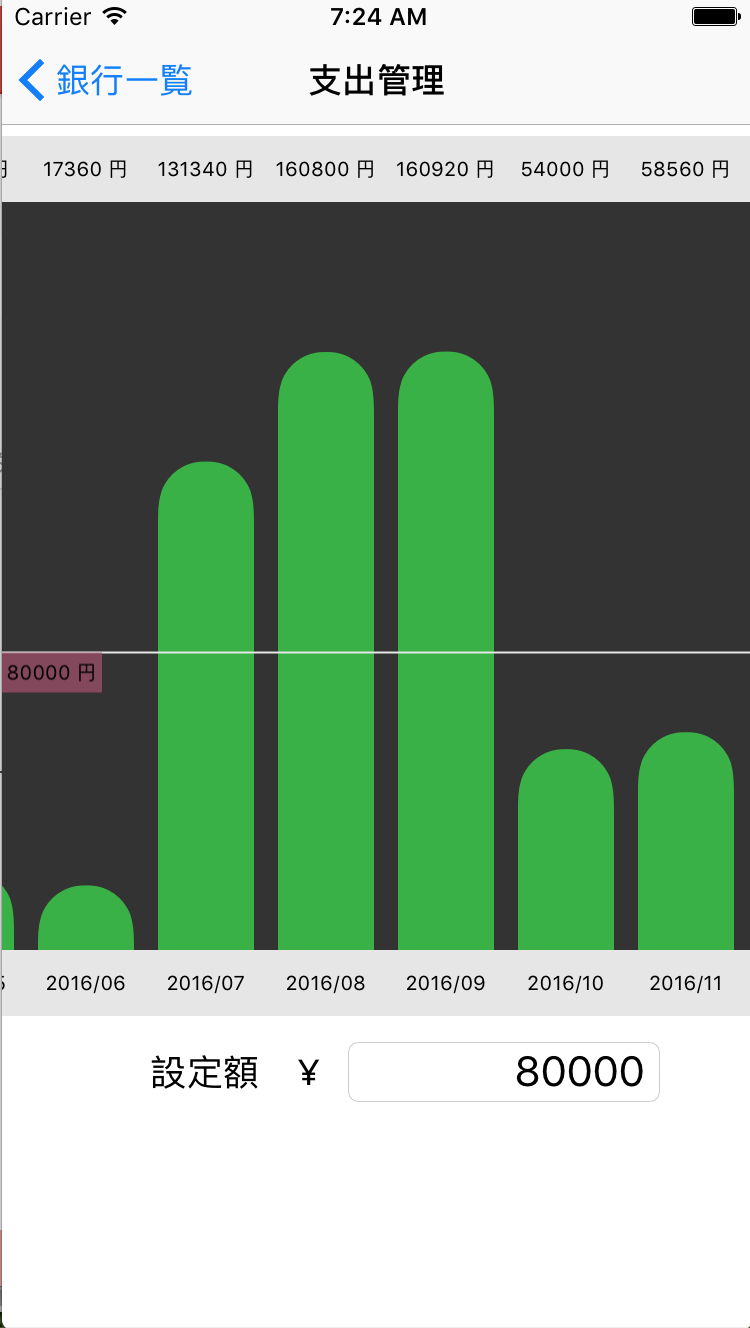 Carrier 7:24 AM
銀行一覧 支出管理
円 17360 円 131340 円 160800 円 160920 円 54000 円 58560 円
80000 円
5 2016/06 2016/07 2016/08 2016/09 2016/10 2016/11
設定額 ¥ 80000